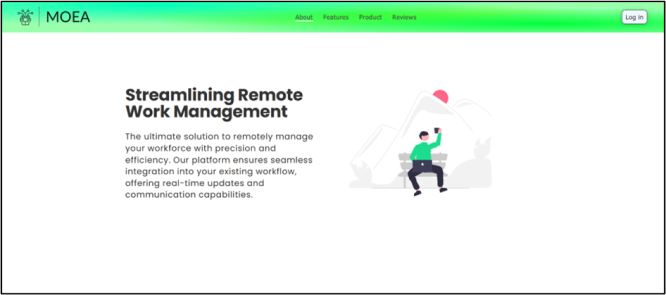 MOEA
About Features Product Reviews
Log in
Streamlining Remote
Work Management
The ultimate solution to remotely manage
your workforce with precision and
efficiency. Our platform ensures seamless
integration into your existing workflow,
offering real-time updates and
communication capabilities.